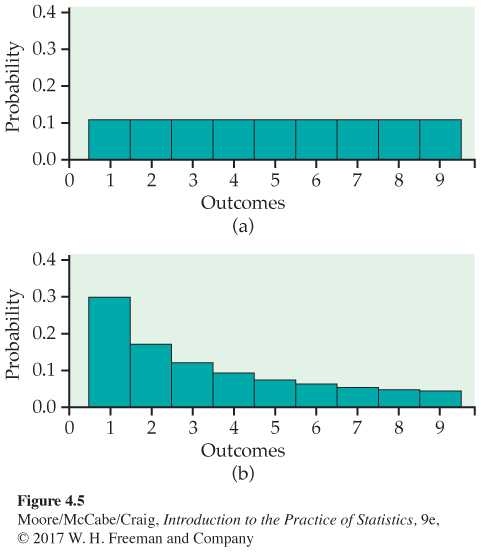 0.4
0.3
0.2
0.1
0.0
Probability
0 1 2 3 4 5 6 7 8 9
Outcomes
(a)
0.4
0.3
0.2
0.1
0.0
Probability
0 1 2 3 4 5 6 7 8 9
Outcomes
(b)
Figure 4.5
Moore/McCabe/Craig, Introduction to the Practice of Statistics, 9e,
© 2017 W. H. Freeman and Company